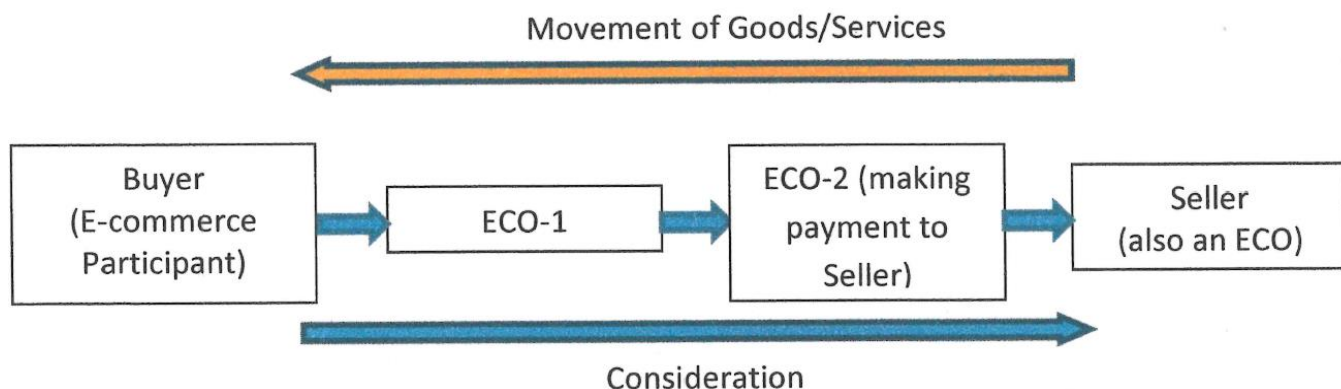 Movement of Goods/Services
Buyer
(E-commerce
Participant)
ECO-1
ECO-2 (making
payment to
Seller)
Seller
(also an ECO)
Consideration